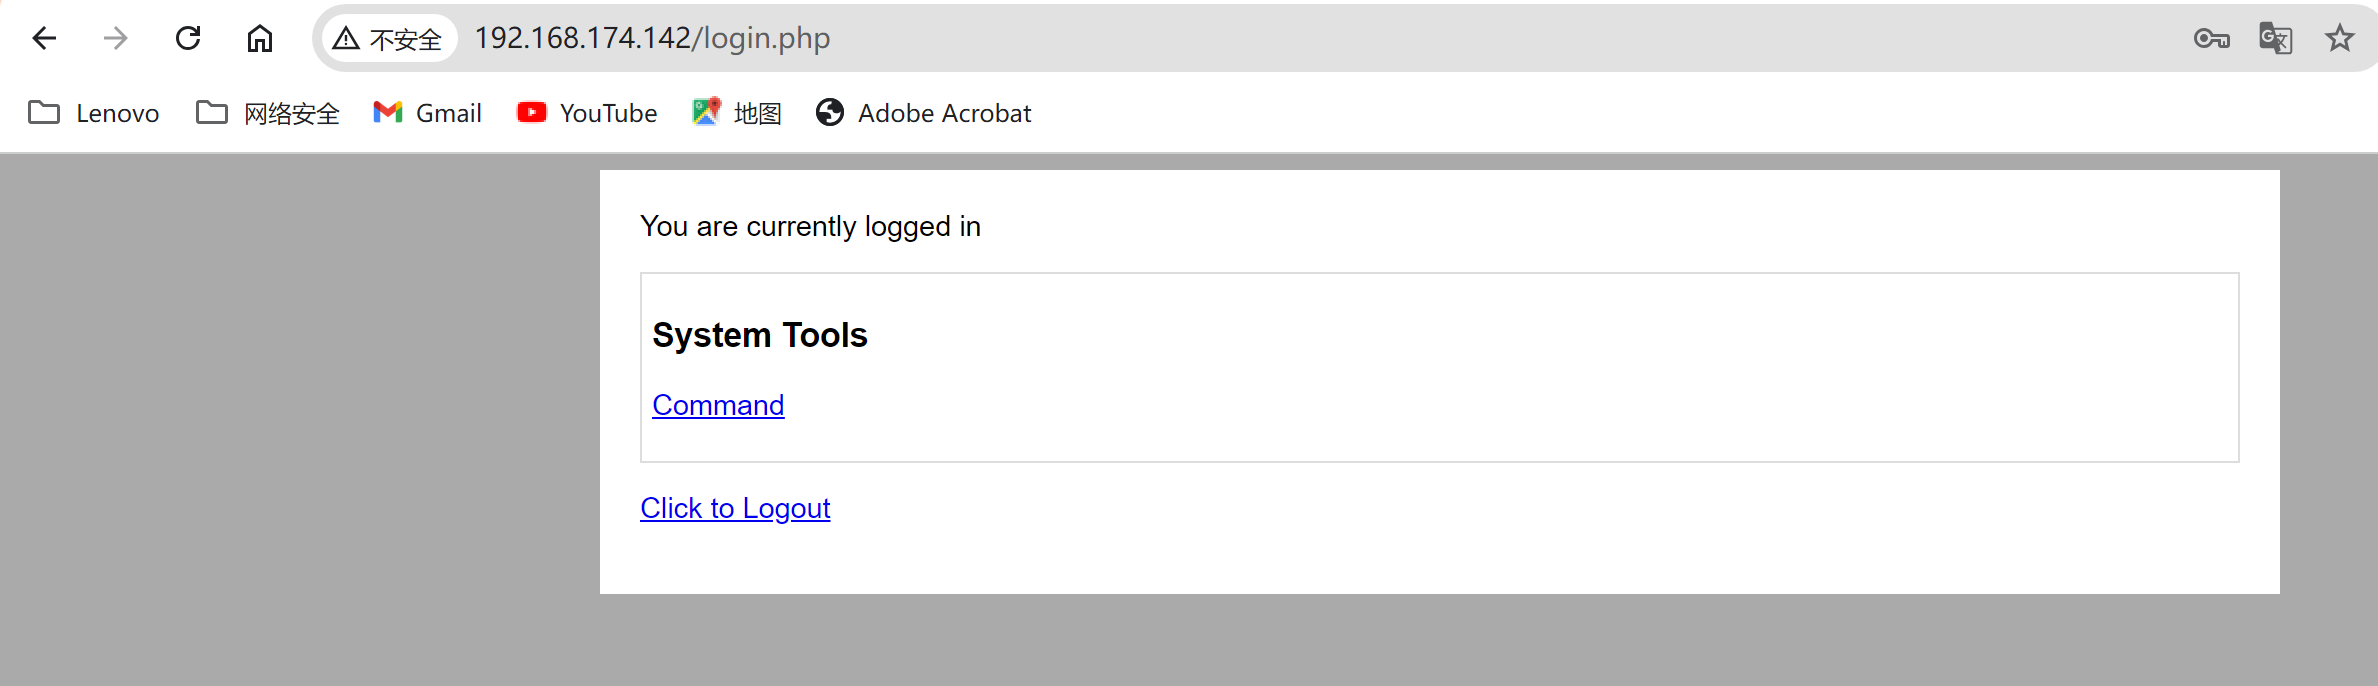 不安全 192.168.174.142/login.php
Lenovo 网络安全 Gmail YouTube 地图 Adobe Acrobat
You are currently logged in
System Tools
Command
Click to Logout